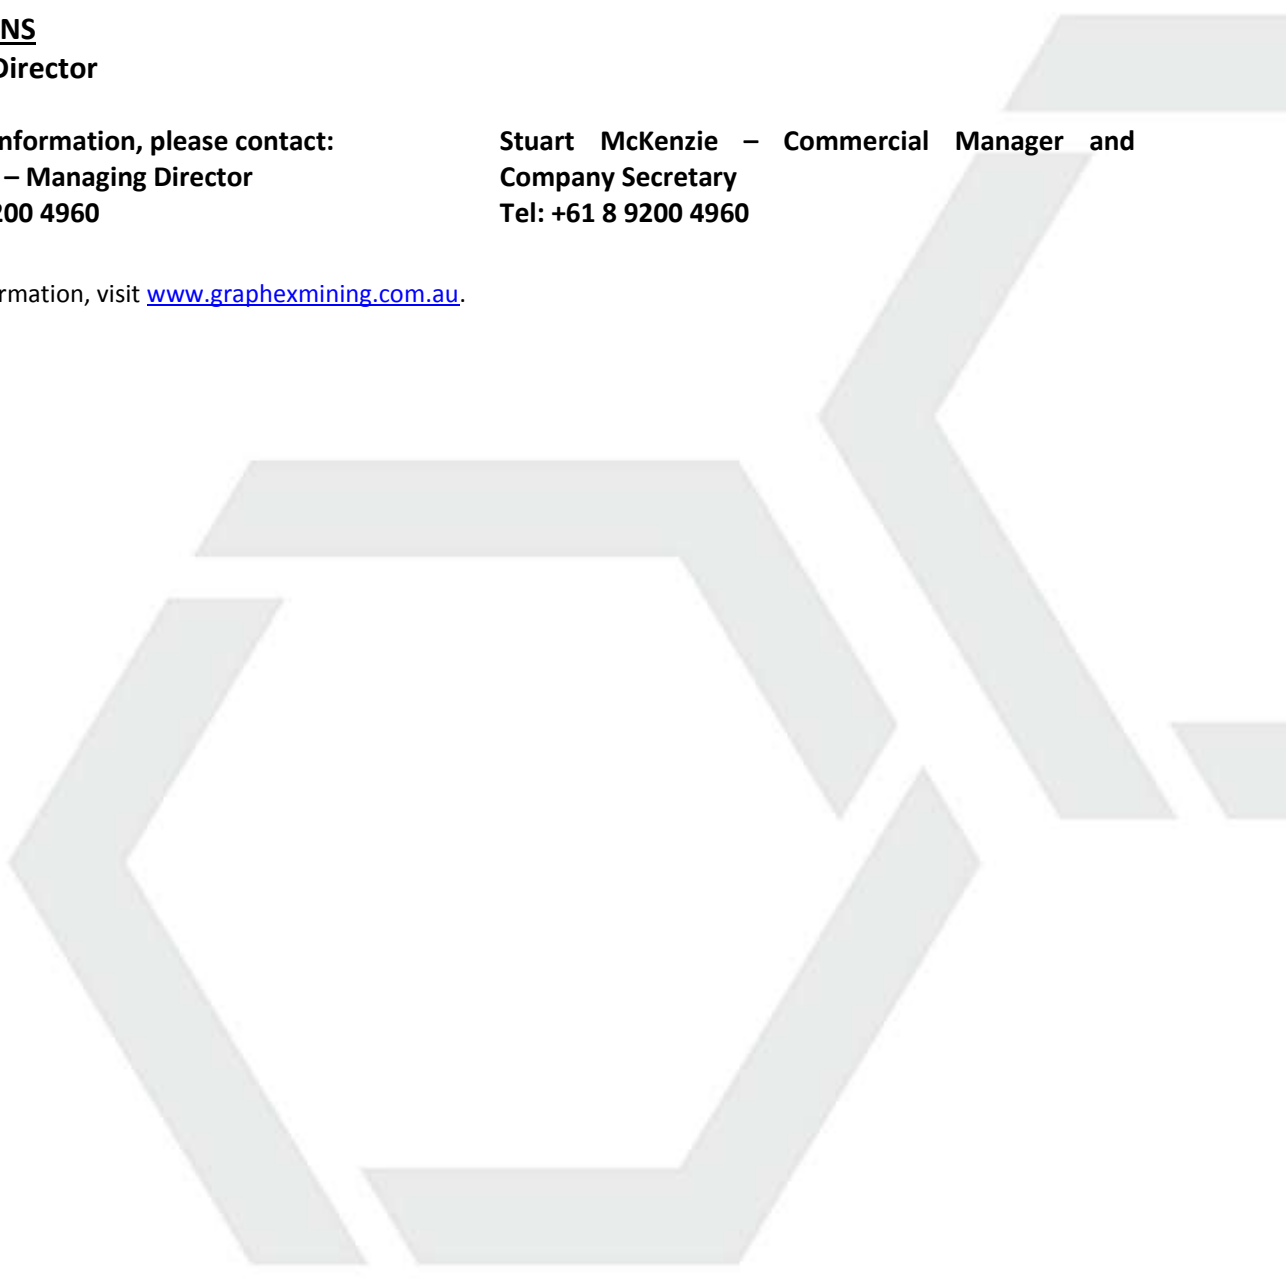 NS
Director
nformation, please contact:
– Managing Director
200 4960
Stuart McKenzie – Commercial Manager and
Company Secretary
Tel: +61 8 9200 4960
rmation, visit www.graphexmining.com.au.